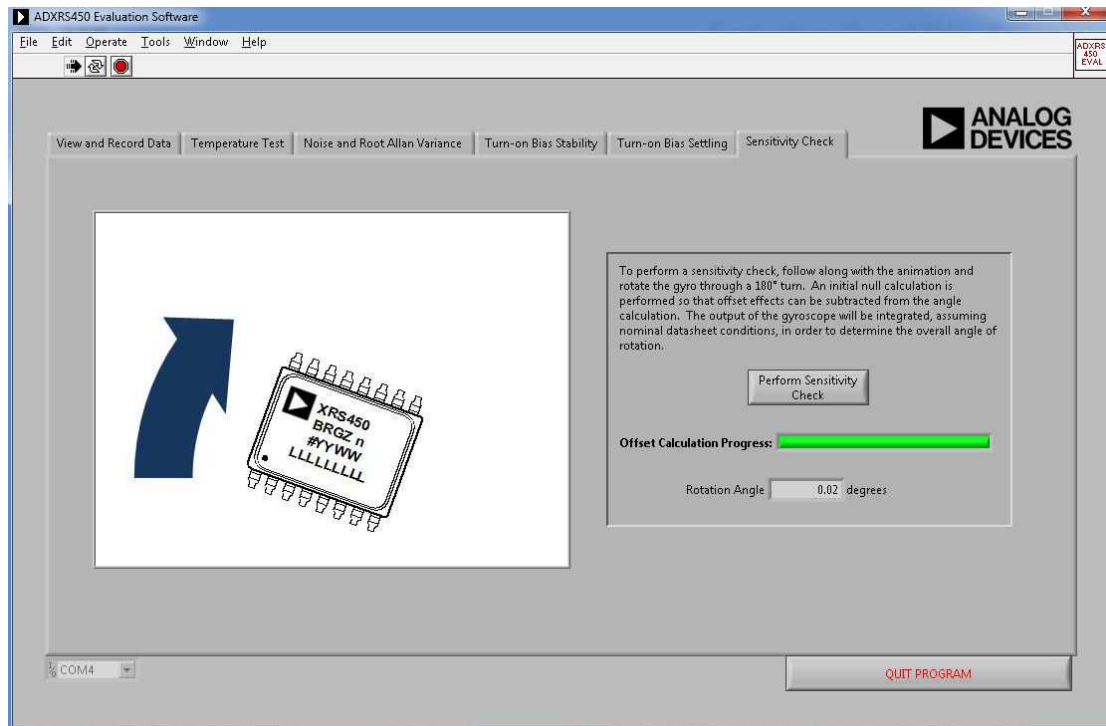 ADXRS450 Evaluation Software
File Edit Operate Tools Window Help
ADXRS
450
EVAL
ANALOG
DEVICES
View and Record Data Temperature Test Noise and Root Allan Variance Turn-on Bias Stability Turn-on Bias Settling Sensitivity Check
XRS450
BRGZ n
#YYWW
LLLLLLLLL
To perform a sensitivity check, follow along with the animation and
rotate the gyro through a 180° turn. An initial null calculation is
performed so that offset effects can be subtracted from the angle
calculation. The output of the gyroscope will be integrated, assuming
nominal datasheet conditions, in order to determine the overall angle of
rotation.
Perform Sensitivity
Check
Offset Calculation Progress:
Rotation Angle 0.02 degrees
COM4
QUIT PROGRAM